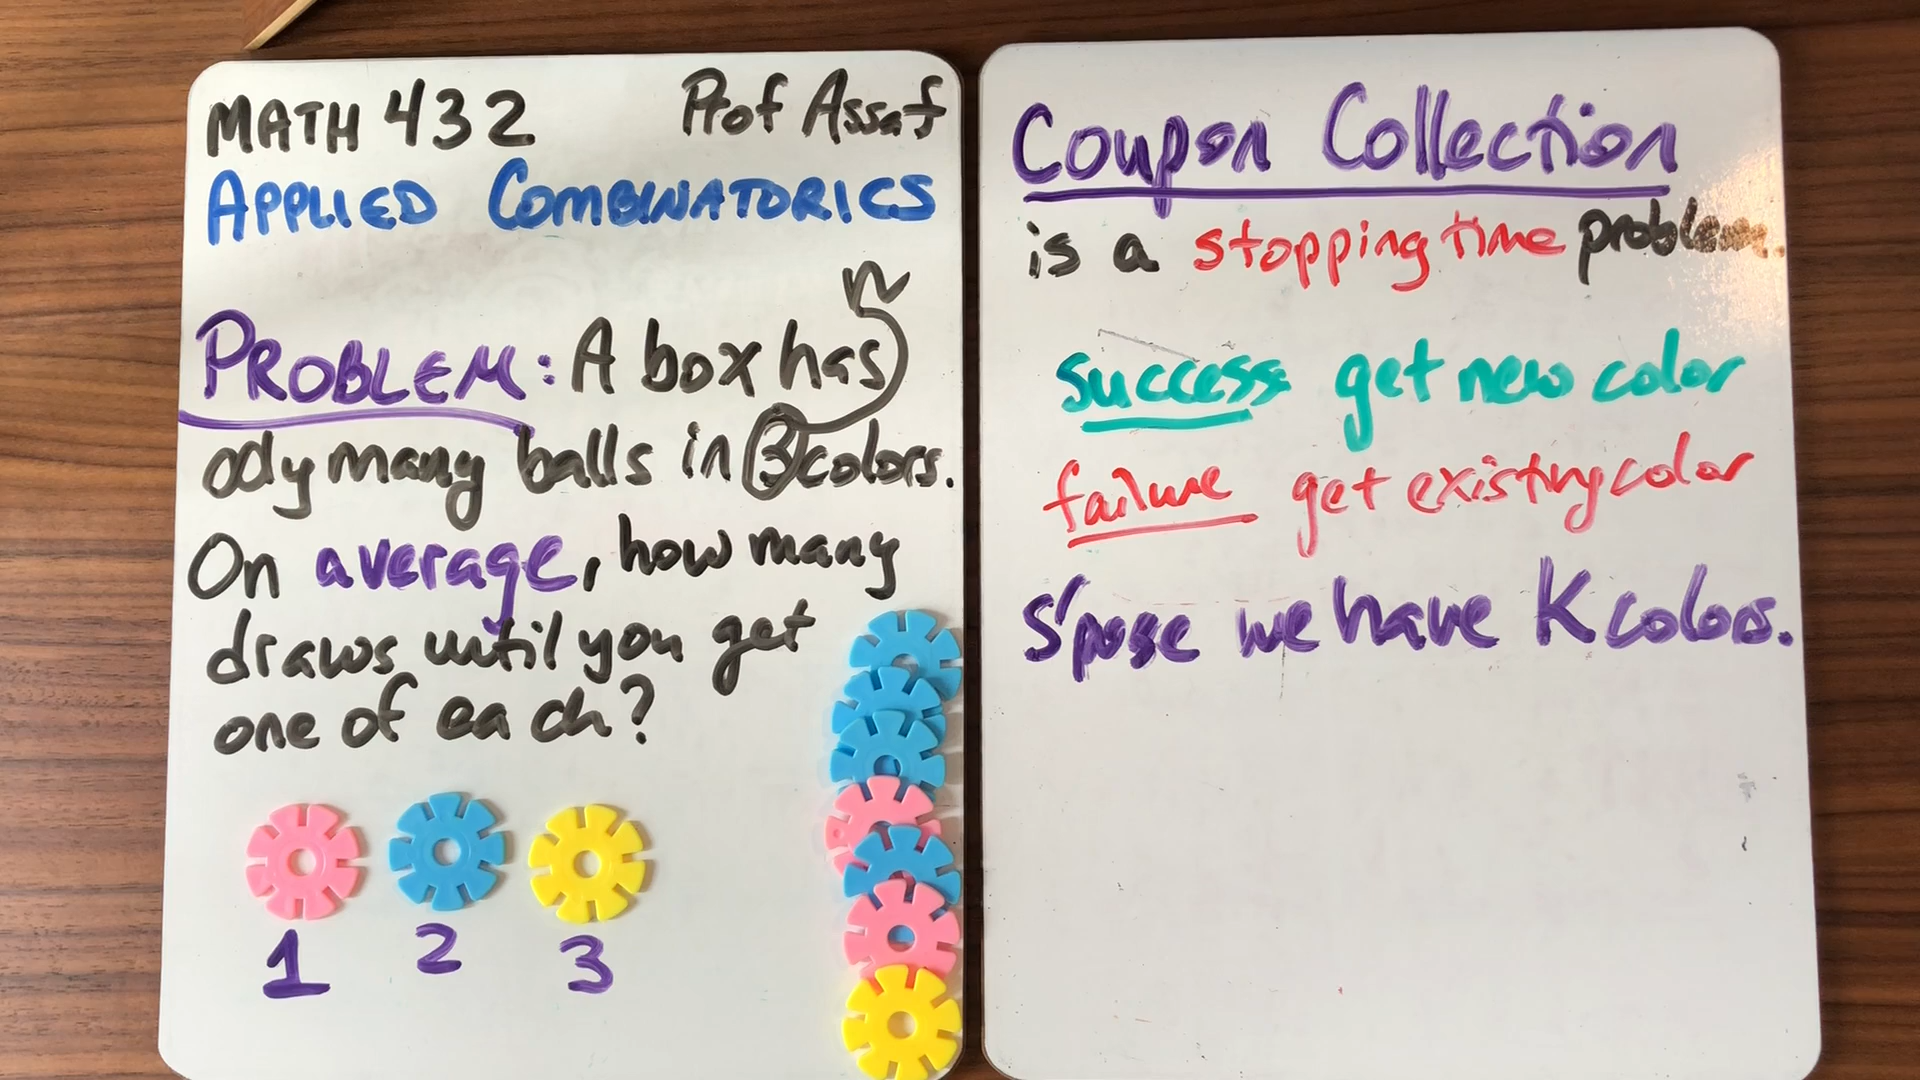 MATH 432 Prof Assaf
APPLIED COMBINATORICS
n
PROBLEM: A box has
∞ly many balls in 3 colors.
On average, how many
draws until you get
one of each?
1 2 3
Coupon Collection
is a stopping time problem.
success get new color
failure get existing color
S'pose we have K colors.